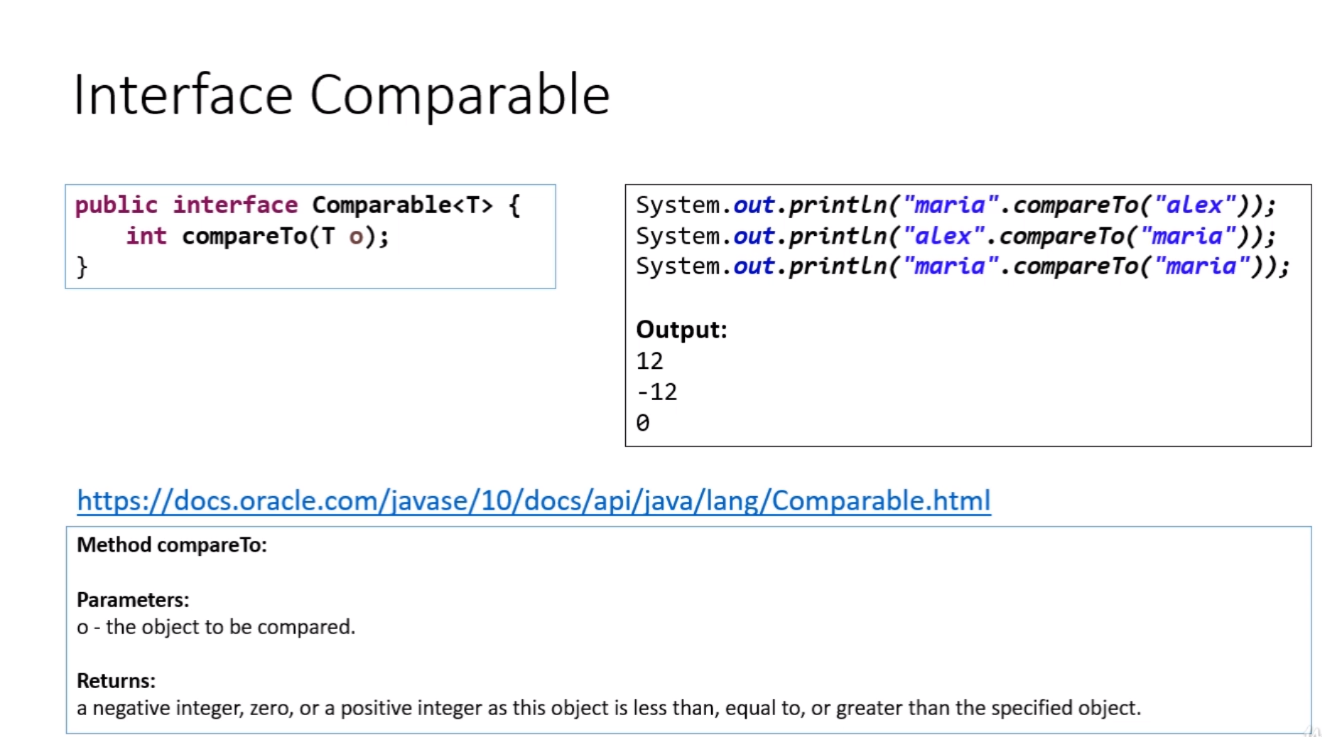 Interface Comparable
public interface Comparable<T> {
int compareTo(T o);
}
System.out.println("maria".compareTo("alex"));
System.out.println("alex".compareTo("maria"));
System.out.println("maria".compareTo("maria"));
Output:
12
-12
0
https://docs.oracle.com/javase/10/docs/api/java/lang/Comparable.html
Method compareTo:
Parameters:
o - the object to be compared.
Returns:
a negative integer, zero, or a positive integer as this object is less than, equal to, or greater than the specified object.